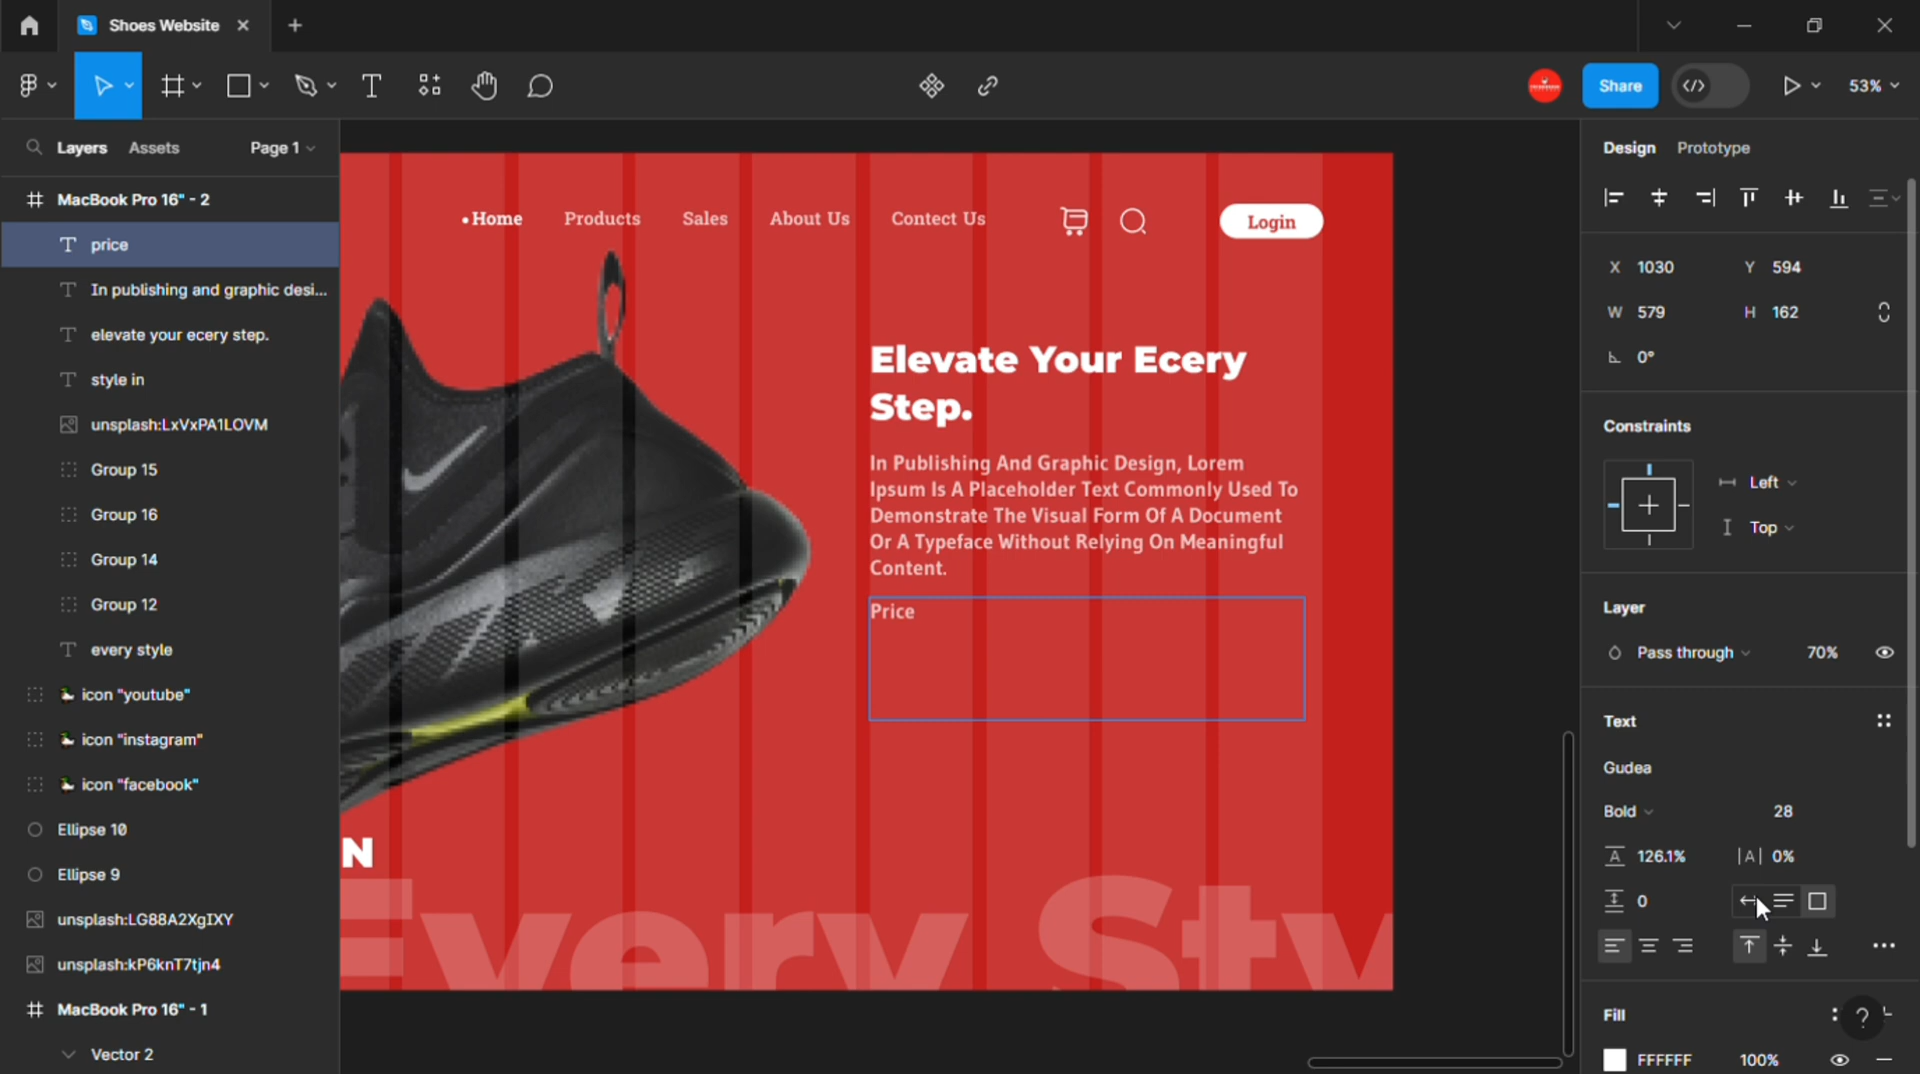 Shoes Website
Share
53%
Layers
Assets
Page 1
MacBook Pro 16" - 2
price
In publishing and graphic desi...
elevate your ecery step.
style in
unsplash:LxVxPA1LOVM
Group 15
Group 16
Group 14
Group 12
every style
icon "youtube"
icon "instagram"
icon "facebook"
Ellipse 10
Ellipse 9
unsplash:LG88A2XgIXY
unsplash:kP6knT7tjn4
MacBook Pro 16" - 1
Vector 2
Home
Products
Sales
About Us
Contect Us
Login
Elevate Your Ecery
Step.
In Publishing And Graphic Design, Lorem
Ipsum Is A Placeholder Text Commonly Used To
Demonstrate The Visual Form Of A Document
Or A Typeface Without Relying On Meaningful
Content.
Price
N
Every Sty
Design
Prototype
X 1030
Y 594
W 579
H 162
0°
Constraints
Left
Top
Layer
Pass through
70%
Text
Gudea
Bold
28
A 126.1%
|A| 0%
0
Fill
?
FFFFFF
100%